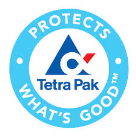 • PROTECTS •
Tetra Pak
WHAT'S GOOD™